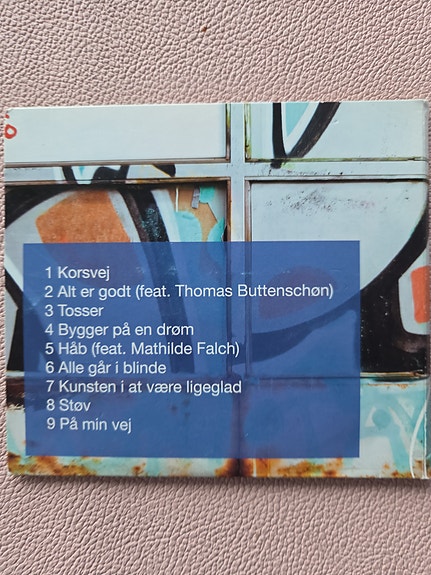 1 Korsvej
2 Alt er godt (feat. Thomas Buttenschøn)
3 Tosser
4 Bygger på en drøm
5 Håb (feat. Mathilde Falch)
6 Alle går i blinde
7 Kunsten i at være ligeglad
8 Støv
9 På min vej